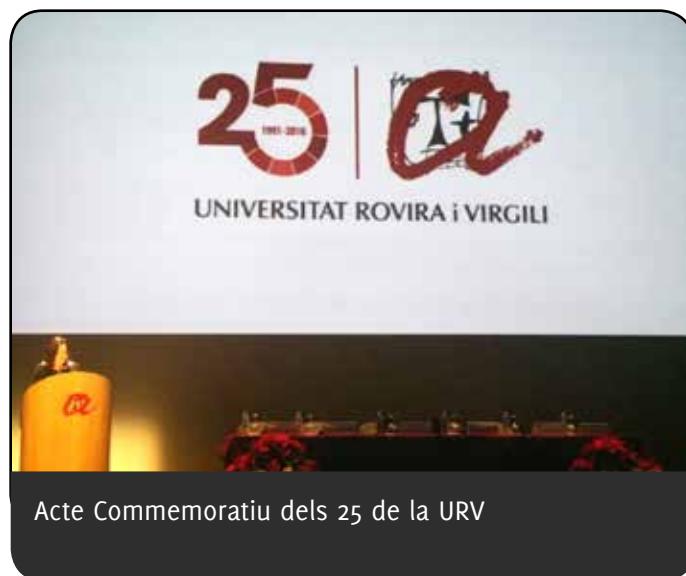 25
1991-2016
UNIVERSITAT ROVIRA i VIRGILI
Acte Commemoratiu dels 25 de la URV